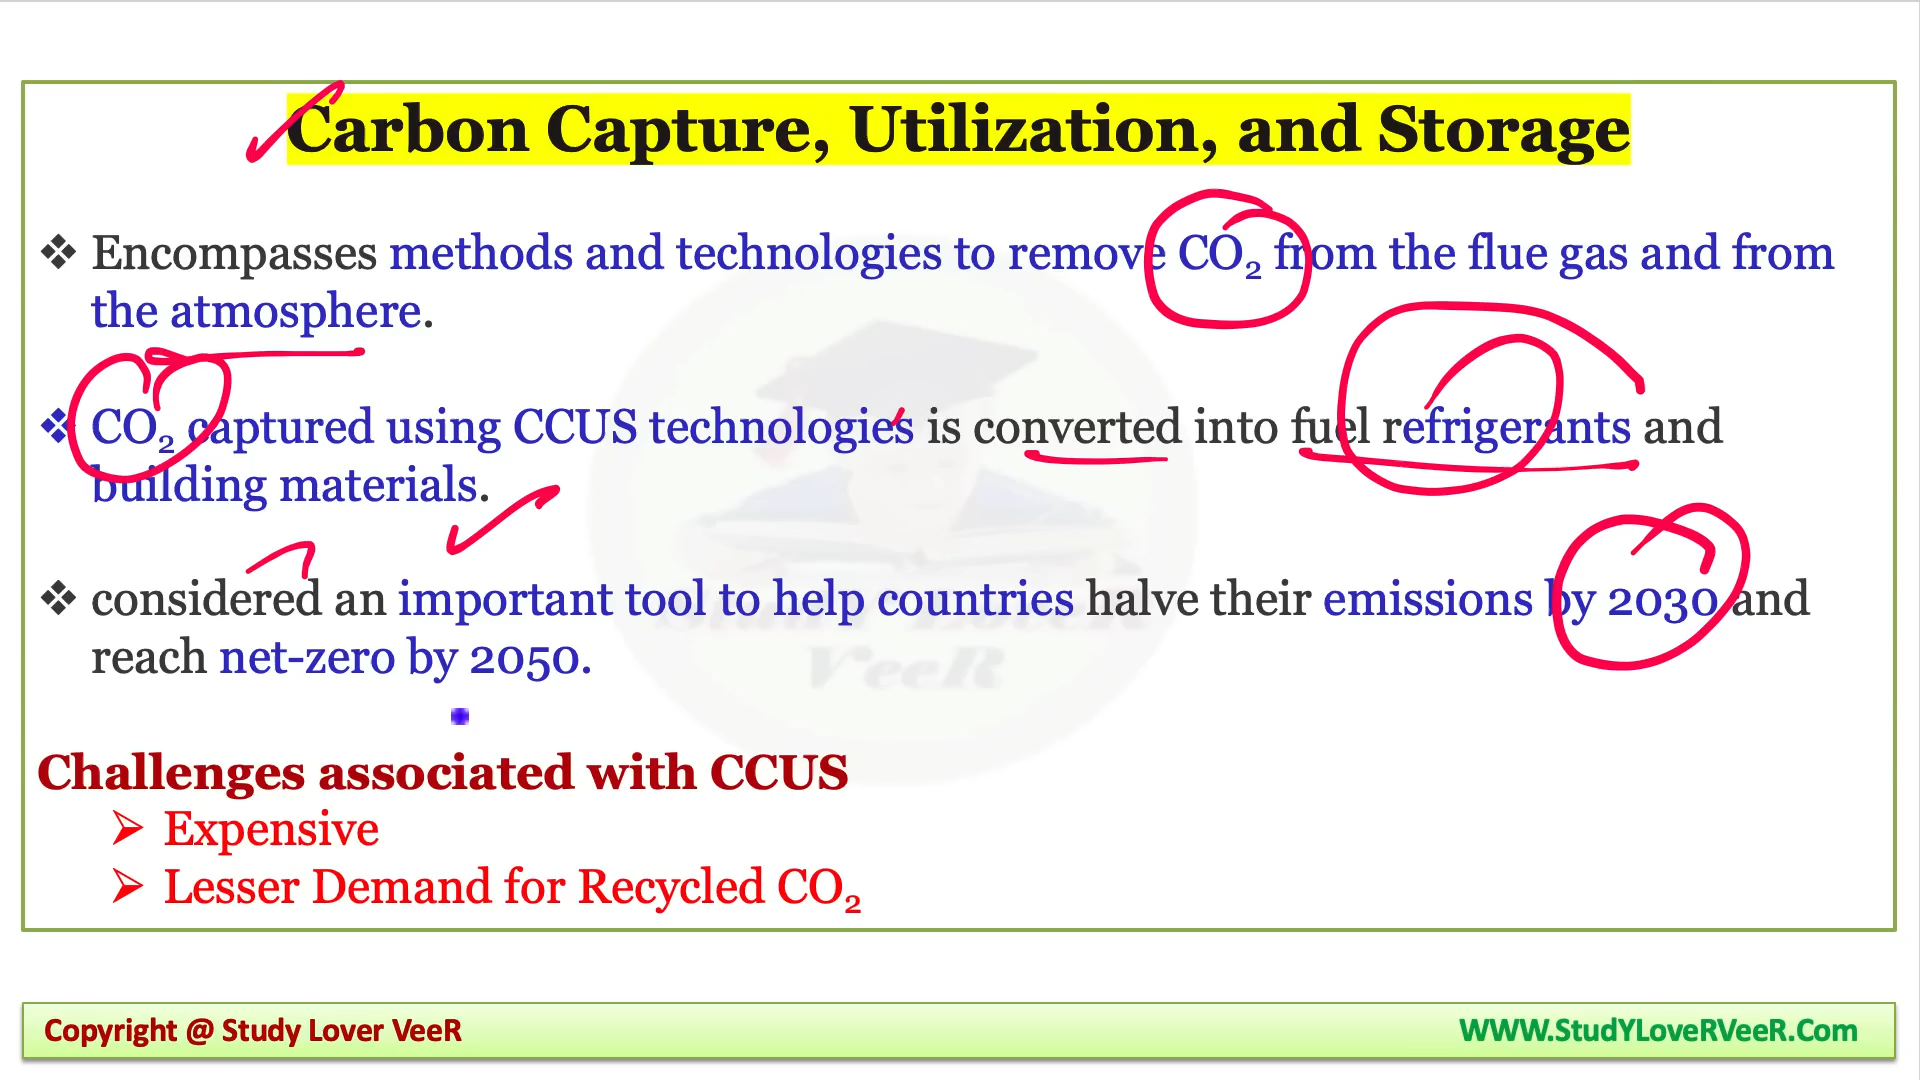 Carbon Capture, Utilization, and Storage
❖ Encompasses methods and technologies to remove CO₂ from the flue gas and from
the atmosphere.
❖ CO₂ captured using CCUS technologies is converted into fuel refrigerants and
building materials.
❖ considered an important tool to help countries halve their emissions by 2030 and
reach net-zero by 2050.
Challenges associated with CCUS
➢ Expensive
➢ Lesser Demand for Recycled CO₂
Copyright @ Study Lover VeeR
WWW.StudYLoveRVeeR.Com
Study LoveR
VeeR